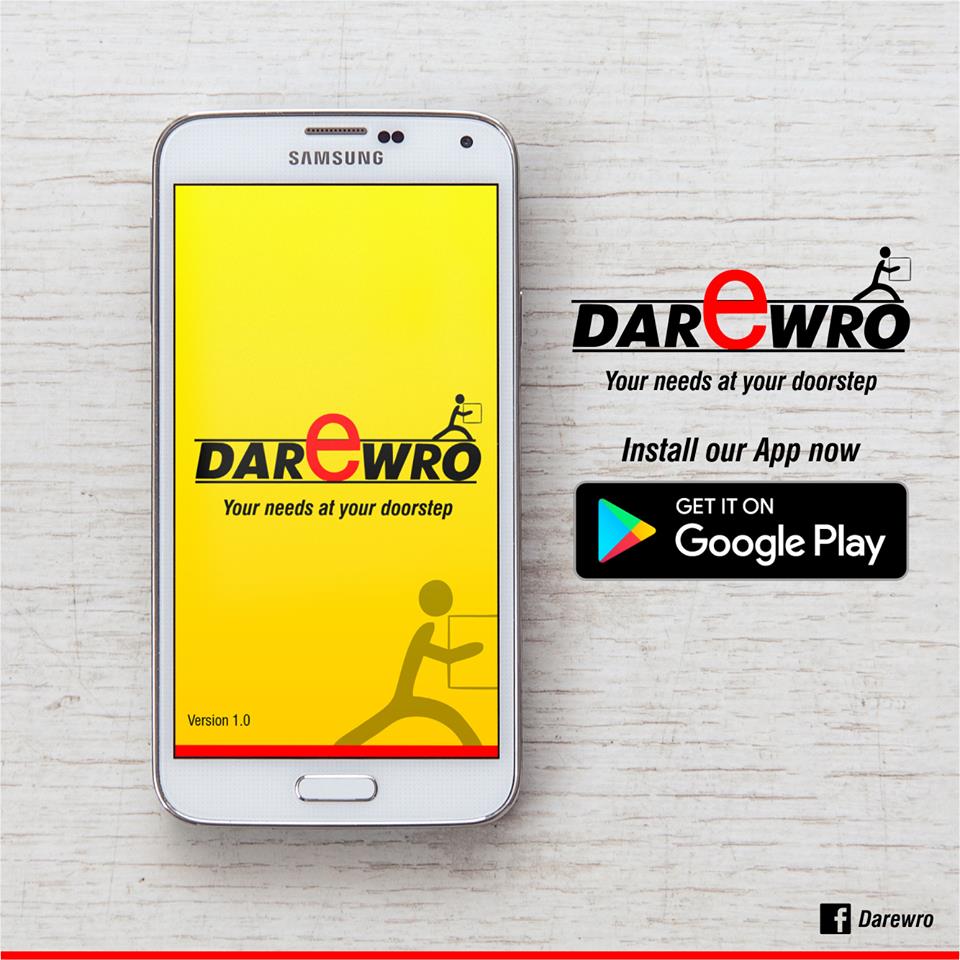 SAMSUNG
DAReWRO
Your needs at your doorstep
Version 1.0
DAReWRO
Your needs at your doorstep
Install our App now
GET IT ON
Google Play
f Darewro